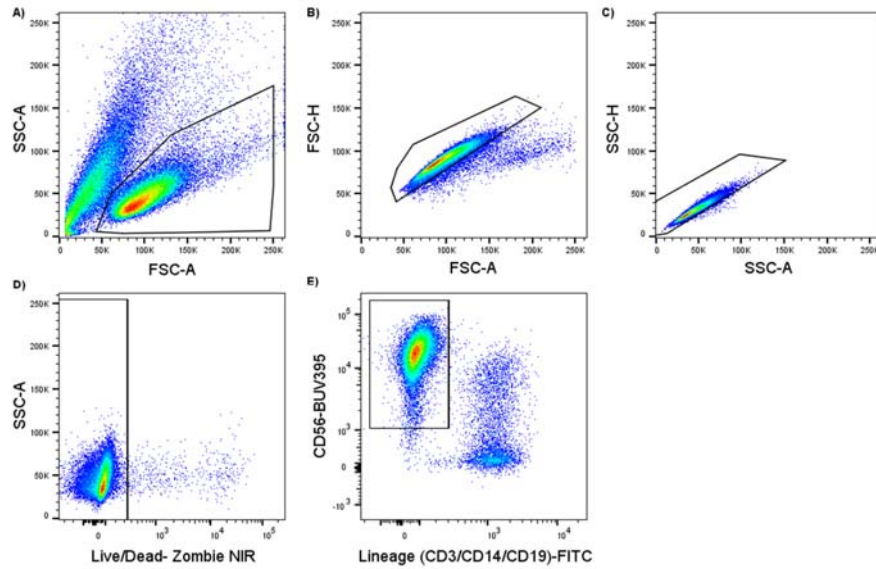 A)
SSC-A
250K
200K
150K
100K
50K
0
0 50K 100K 150K 200K 250K
FSC-A
B)
FSC-H
250K
200K
150K
100K
50K
0
0 50K 100K 150K 200K 250K
FSC-A
C)
SSC-H
250K
200K
150K
100K
50K
0
0 50K 100K 150K 200K 250K
SSC-A
D)
SSC-A
250K
200K
150K
100K
50K
0
0 10³ 10⁴ 10⁵
Live/Dead- Zombie NIR
E)
CD56-BUV395
10⁵
10⁴
10³
0
-10³
0 10³ 10⁴
Lineage (CD3/CD14/CD19)-FITC